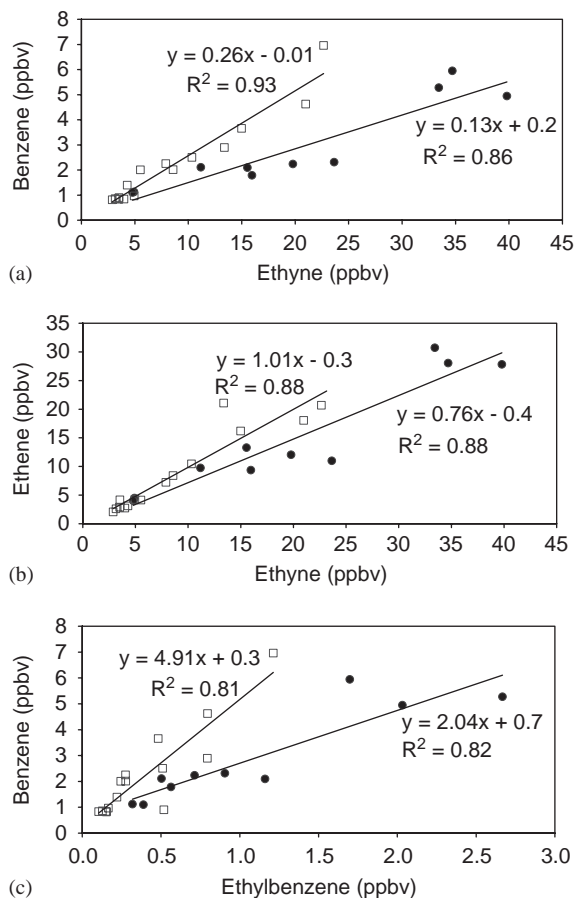 8
7
6
5
4
3
2
1
0
Benzene (ppbv)
y = 0.26x - 0.01
R² = 0.93
y = 0.13x + 0.2
R² = 0.86
0 5 10 15 20 25 30 35 40 45
(a) Ethyne (ppbv)
35
30
25
20
15
10
5
0
Ethene (ppbv)
y = 1.01x - 0.3
R² = 0.88
y = 0.76x - 0.4
R² = 0.88
0 5 10 15 20 25 30 35 40 45
(b) Ethyne (ppbv)
8
7
6
5
4
3
2
1
0
Benzene (ppbv)
y = 4.91x + 0.3
R² = 0.81
y = 2.04x + 0.7
R² = 0.82
0.0 0.5 1.0 1.5 2.0 2.5 3.0
(c) Ethylbenzene (ppbv)